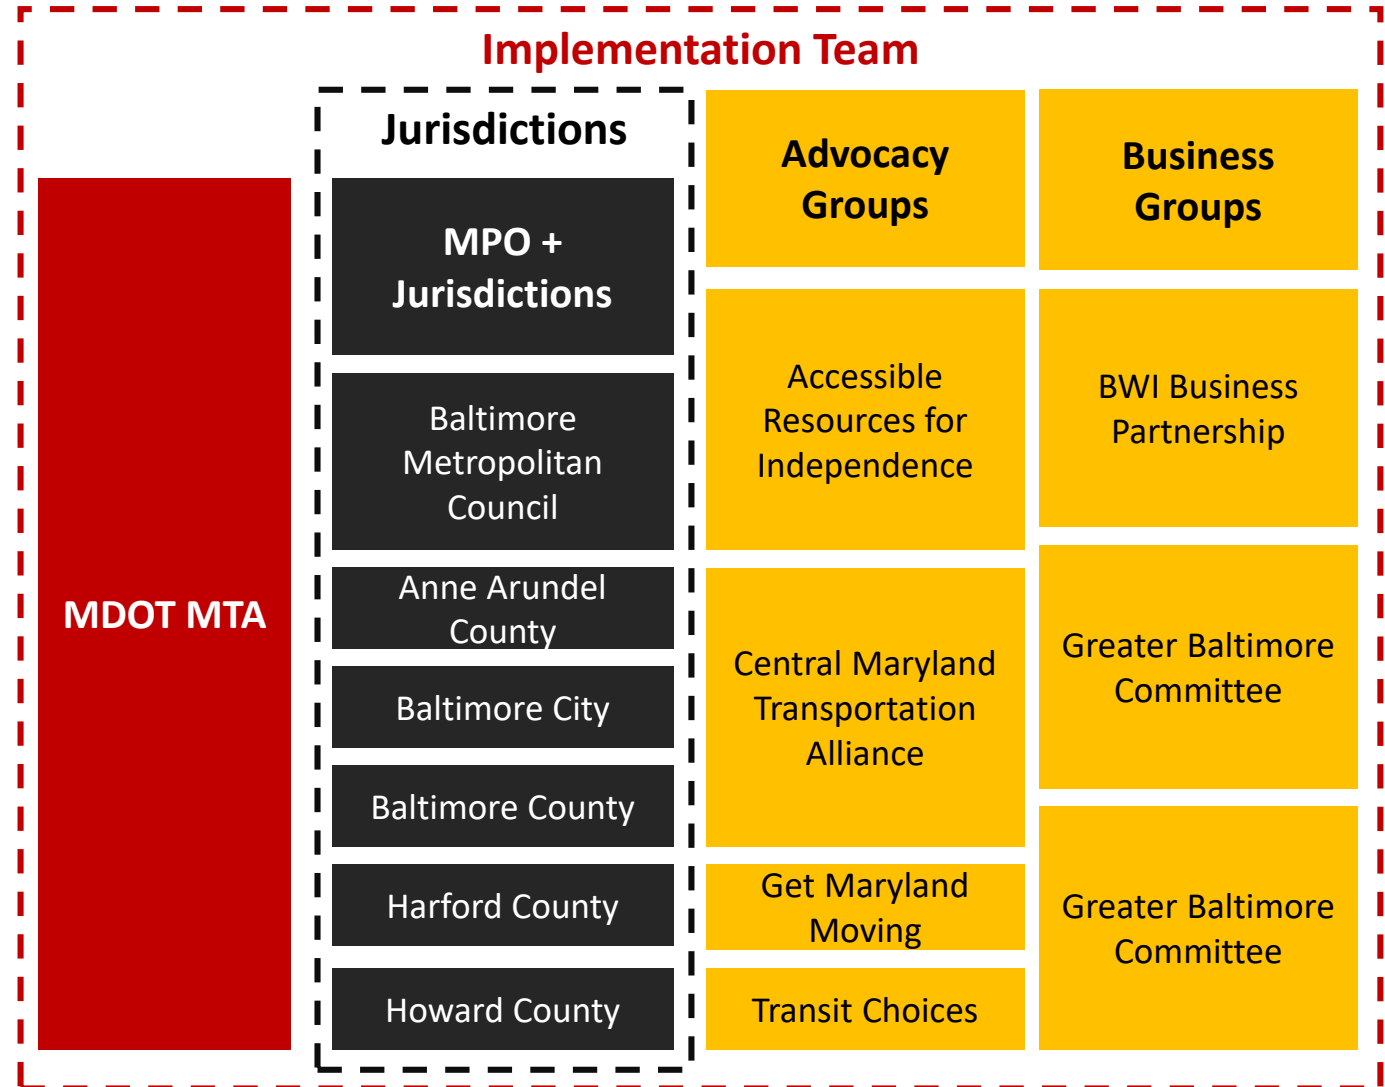 Implementation Team
MDOT MTA
Jurisdictions
MPO +
Jurisdictions
Baltimore
Metropolitan
Council
Anne Arundel
County
Baltimore City
Baltimore County
Harford County
Howard County
Advocacy
Groups
Accessible
Resources for
Independence
Central Maryland
Transportation
Alliance
Get Maryland
Moving
Transit Choices
Business
Groups
BWI Business
Partnership
Greater Baltimore
Committee
Greater Baltimore
Committee